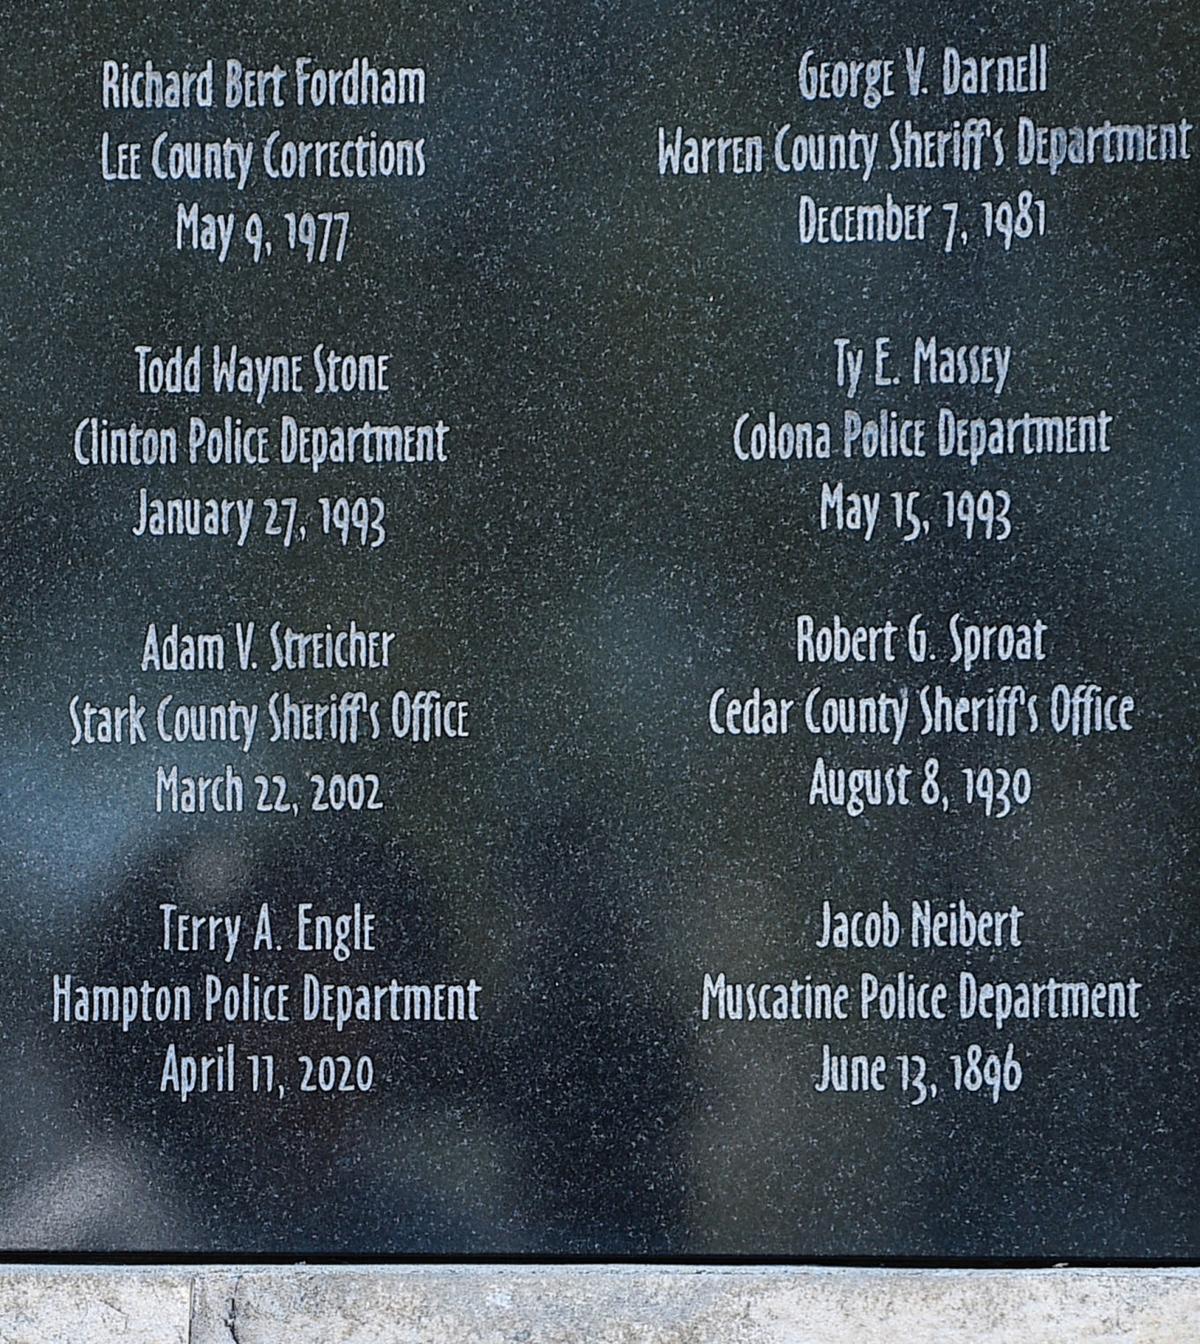 Richard Bert Fordham
Lee County Corrections
May 9, 1977
Todd Wayne Stone
Clinton Police Department
January 27, 1993
Adam V. Streicher
Stark County Sheriff's Office
March 22, 2002
Terry A. Engle
Hampton Police Department
April 11, 2020
George V. Darnell
Warren County Sheriff's Department
December 7, 1981
Ty E. Massey
Colona Police Department
May 15, 1993
Robert G. Sproat
Cedar County Sheriff's Office
August 8, 1930
Jacob Neibert
Muscatine Police Department
June 13, 1896